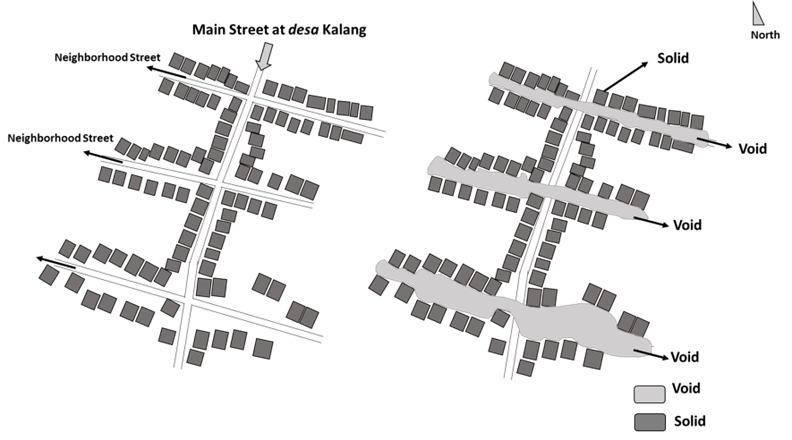 Main Street at desa Kalang
Neighborhood Street
Neighborhood Street
North
Solid
Void
Void
Void
Void
Solid